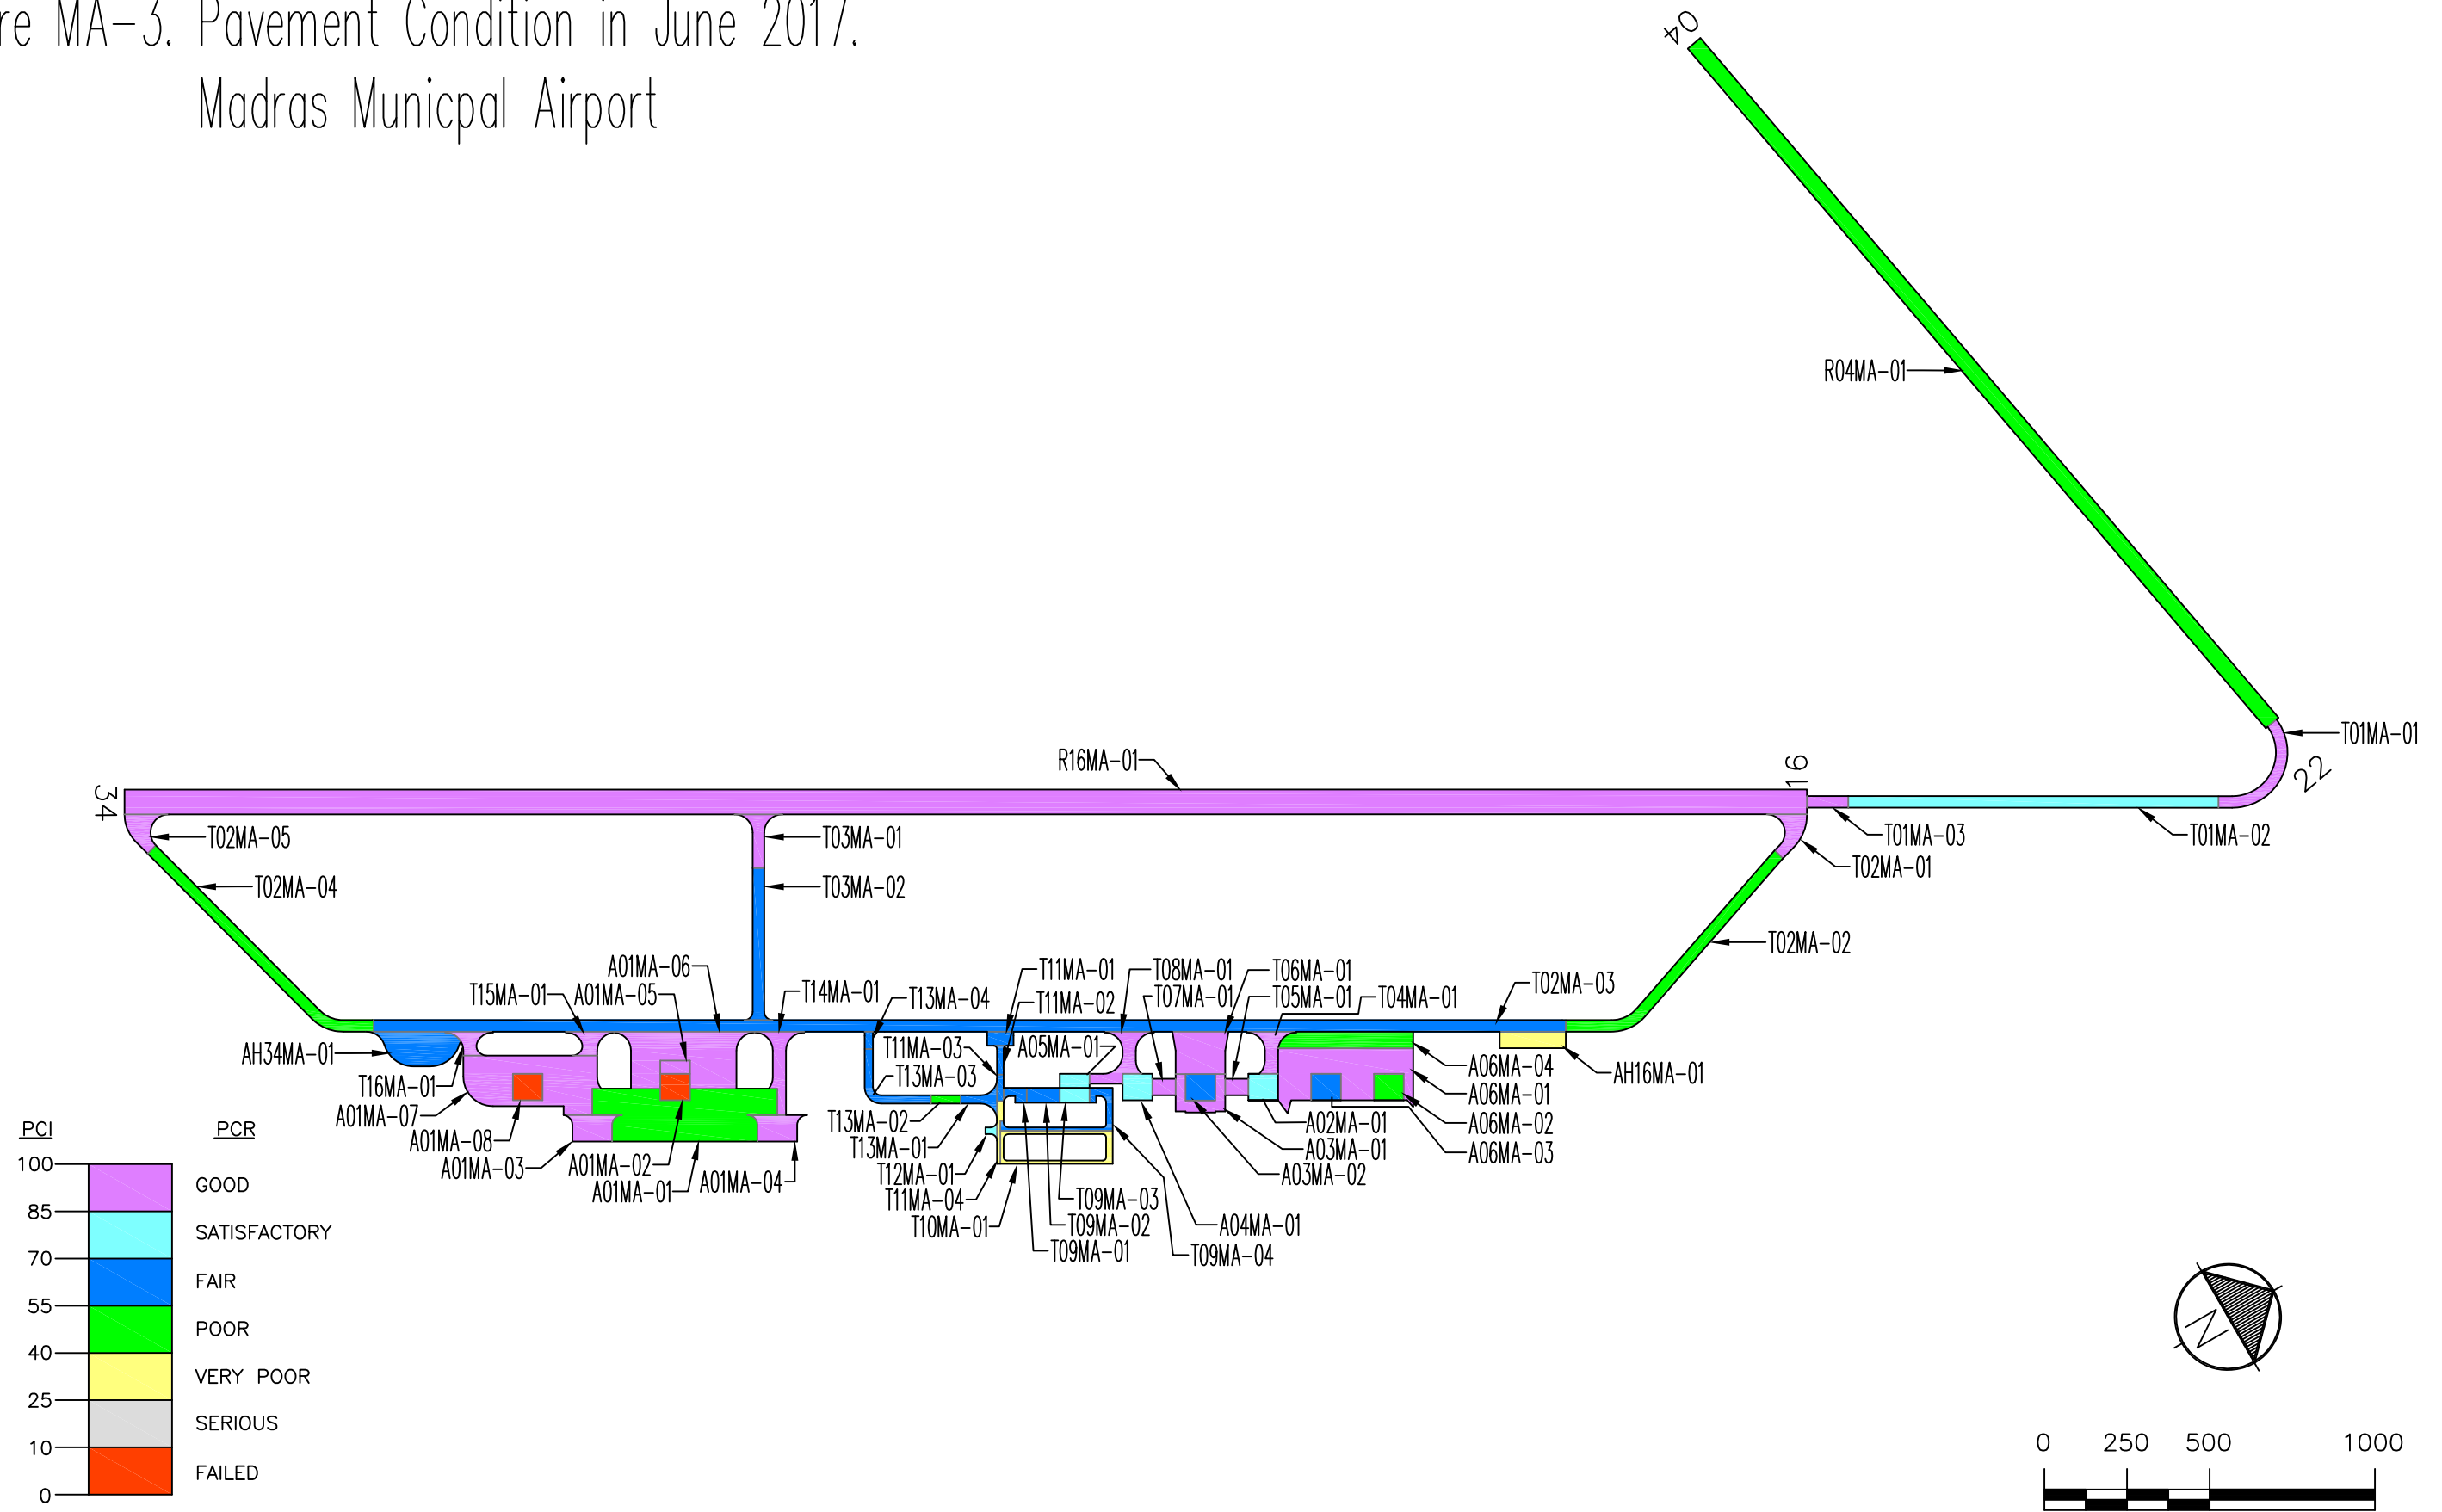 re MA-3. Pavement Condition in June 2017.
Madras Municpal Airport
04
R04MA-01
T01MA-01
22
R16MA-01
16
34
T02MA-05
T03MA-01
T01MA-03
T01MA-02
T02MA-01
T02MA-04
T03MA-02
T02MA-02
A01MA-06
T11MA-01
T08MA-01
T06MA-01
T15MA-01
A01MA-05
T14MA-01
T13MA-04
T11MA-02
T07MA-01
T05MA-01
T04MA-01
T02MA-03
AH34MA-01
T11MA-03
A05MA-01
A06MA-04
AH16MA-01
T16MA-01
T13MA-03
A06MA-01
A01MA-07
T13MA-02
A02MA-01
A06MA-02
A01MA-08
T13MA-01
A03MA-01
A06MA-03
A01MA-03
A01MA-02
T12MA-01
A03MA-02
A01MA-01
A01MA-04
T11MA-04
T09MA-03
T10MA-01
T09MA-02
A04MA-01
T09MA-01
T09MA-04
PCI PCR
100
GOOD
85
SATISFACTORY
70
FAIR
55
POOR
40
VERY POOR
25
SERIOUS
10
FAILED
0
N
0 250 500 1000